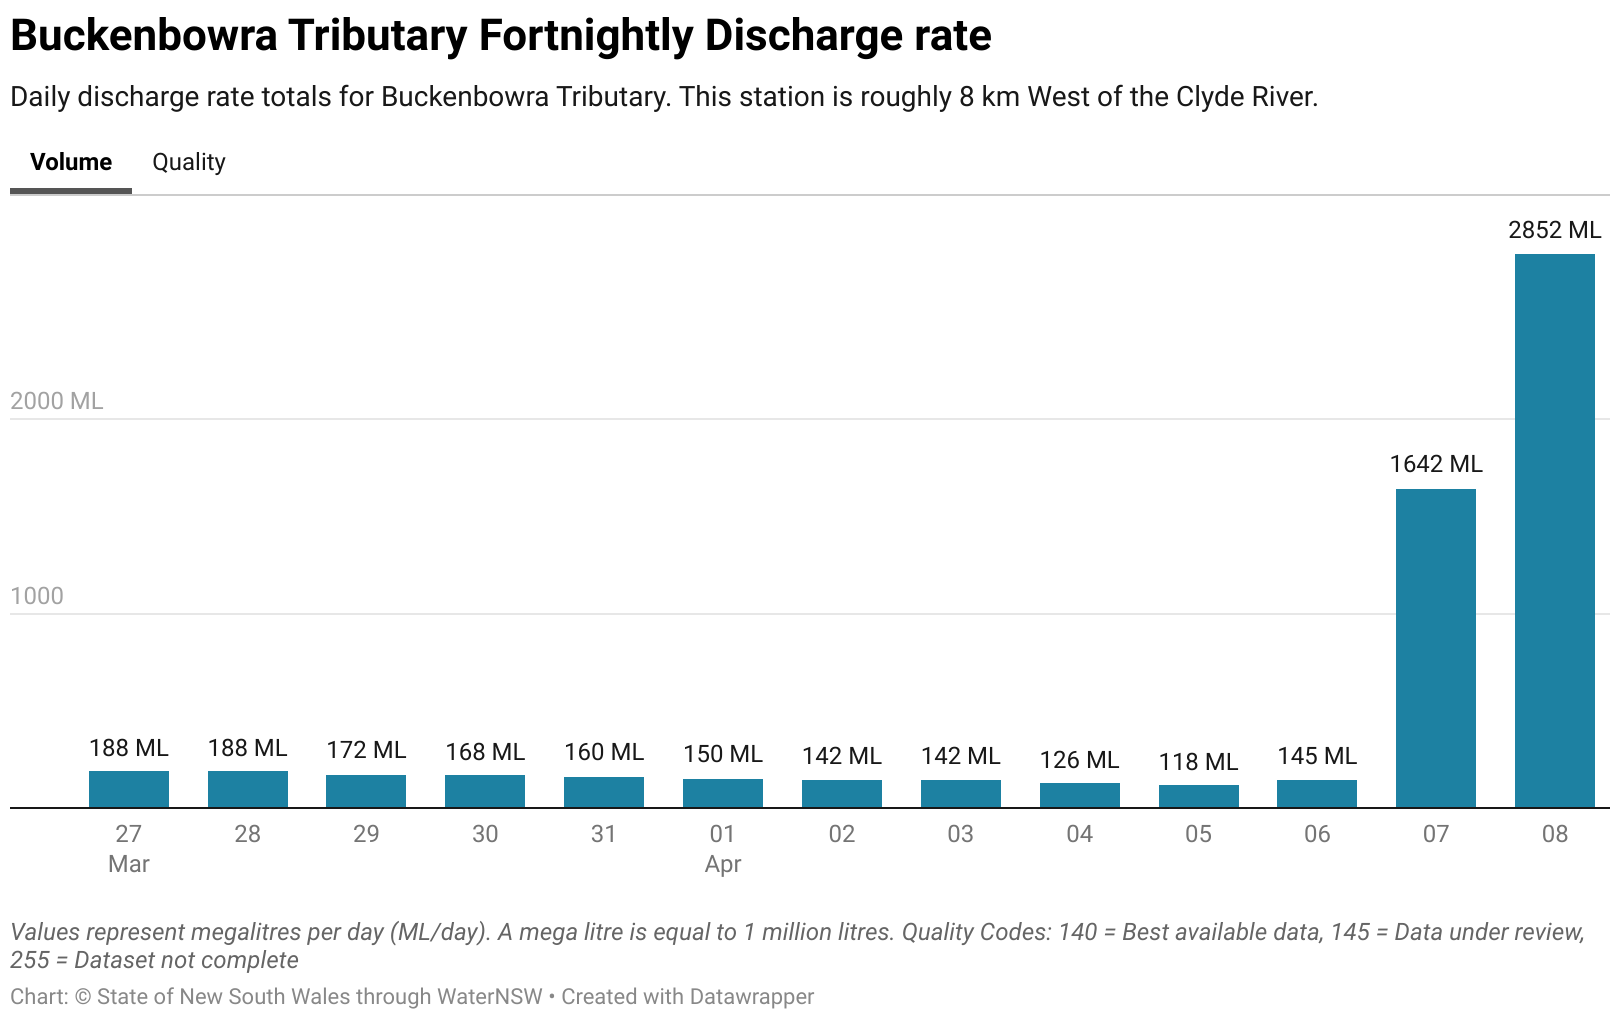 Buckenbowra Tributary Fortnightly Discharge rate
Daily discharge rate totals for Buckenbowra Tributary. This station is roughly 8 km West of the Clyde River.
Volume Quality
2852 ML
2000 ML
1642 ML
1000
188 ML 188 ML 172 ML 168 ML 160 ML 150 ML 142 ML 142 ML 126 ML 118 ML 145 ML
27 28 29 30 31 01 02 03 04 05 06 07 08
Mar Apr
Values represent megalitres per day (ML/day). A mega litre is equal to 1 million litres. Quality Codes: 140 = Best available data, 145 = Data under review,
255 = Dataset not complete
Chart: © State of New South Wales through WaterNSW • Created with Datawrapper